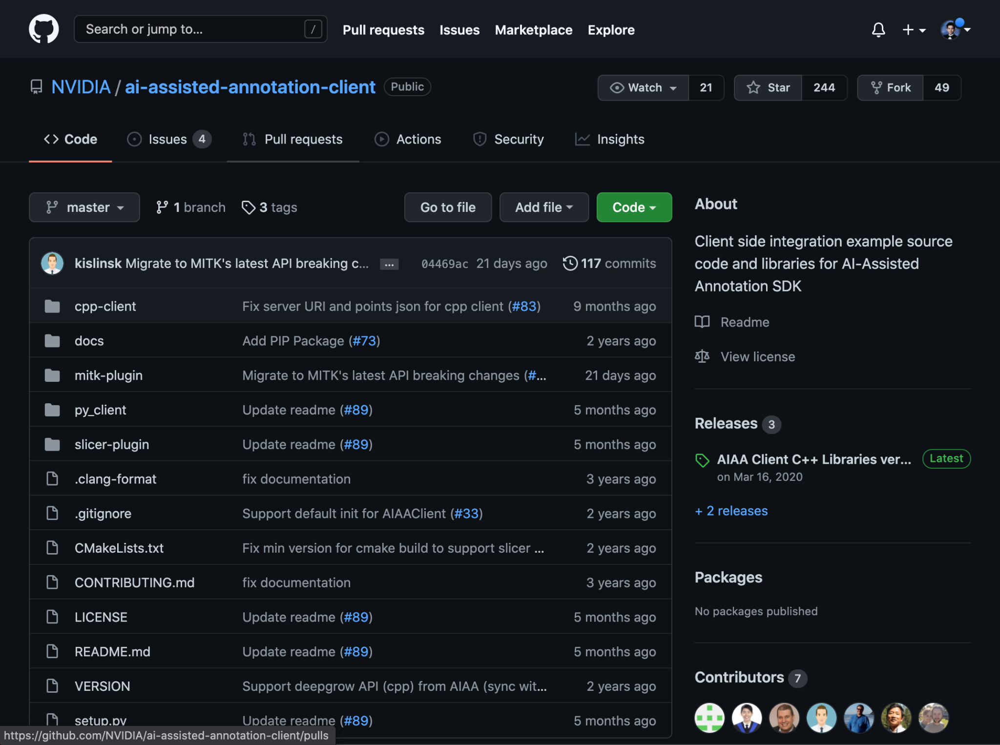 Search or jump to... /
Pull requests Issues Marketplace Explore
NVIDIA / ai-assisted-annotation-client Public
Watch 21 Star 244 Fork 49
Code Issues 4 Pull requests Actions Security Insights
master 1 branch 3 tags Go to file Add file Code
kislinsk Migrate to MITK's latest API breaking c... ... 04469ac 21 days ago 117 commits
cpp-client Fix server URI and points json for cpp client (#83) 9 months ago
docs Add PIP Package (#73) 2 years ago
mitk-plugin Migrate to MITK's latest API breaking changes (#... 21 days ago
py_client Update readme (#89) 5 months ago
slicer-plugin Update readme (#89) 5 months ago
.clang-format fix documentation 3 years ago
.gitignore Support default init for AIAAClient (#33) 2 years ago
CMakeLists.txt Fix min version for cmake build to support slicer ... 2 years ago
CONTRIBUTING.md fix documentation 3 years ago
LICENSE Update readme (#89) 5 months ago
README.md Update readme (#89) 5 months ago
VERSION Support deepgrow API (cpp) from AIAA (sync wit... 2 years ago
setup.py Update readme (#89) 5 months ago
About
Client side integration example source
code and libraries for AI-Assisted
Annotation SDK
Readme
View license
Releases 3
AIAA Client C++ Libraries ver... Latest
on Mar 16, 2020
+ 2 releases
Packages
No packages published
Contributors 7
https://github.com/NVIDIA/ai-assisted-annotation-client/pulls